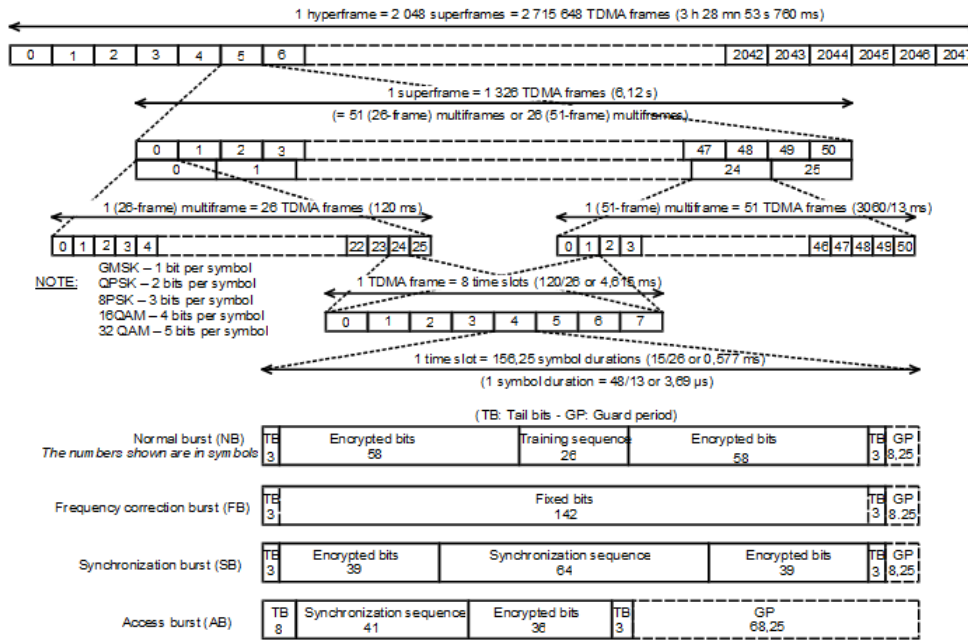 1 hyperframe = 2 048 superframes = 2 715 648 TDMA frames (3 h 28 mn 53 s 760 ms)
0 1 2 3 4 5 6 2042 2043 2044 2045 2046 2047
1 superframe = 1 326 TDMA frames (6,12 s)
(= 51 (26-frame) multiframes or 26 (51-frame) multiframes)
0 1 2 3 47 48 49 50
0 1 24 25
1 (26-frame) multiframe = 26 TDMA frames (120 ms) 1 (51-frame) multiframe = 51 TDMA frames (3060/13 ms)
0 1 2 3 4 22 23 24 25 0 1 2 3 46 47 48 49 50
NOTE: GMSK – 1 bit per symbol
QPSK – 2 bits per symbol
8PSK – 3 bits per symbol
16QAM – 4 bits per symbol
32 QAM – 5 bits per symbol
1 TDMA frame = 8 time slots (120/26 or 4,615 ms)
0 1 2 3 4 5 6 7
1 time slot = 156,25 symbol durations (15/26 or 0,577 ms)
(1 symbol duration = 48/13 or 3,69 µs)
(TB: Tail bits - GP: Guard period)
Normal burst (NB) TB Encrypted bits Training sequence Encrypted bits TB GP
The numbers shown are in symbols 3 58 26 58 3 8,25
Frequency correction burst (FB) TB Fixed bits TB GP
3 142 3 8.25
Synchronization burst (SB) TB Encrypted bits Synchronization sequence Encrypted bits TB GP
3 39 64 39 3 8,25
Access burst (AB) TB Synchronization sequence Encrypted bits TB GP
8 41 36 3 68,25